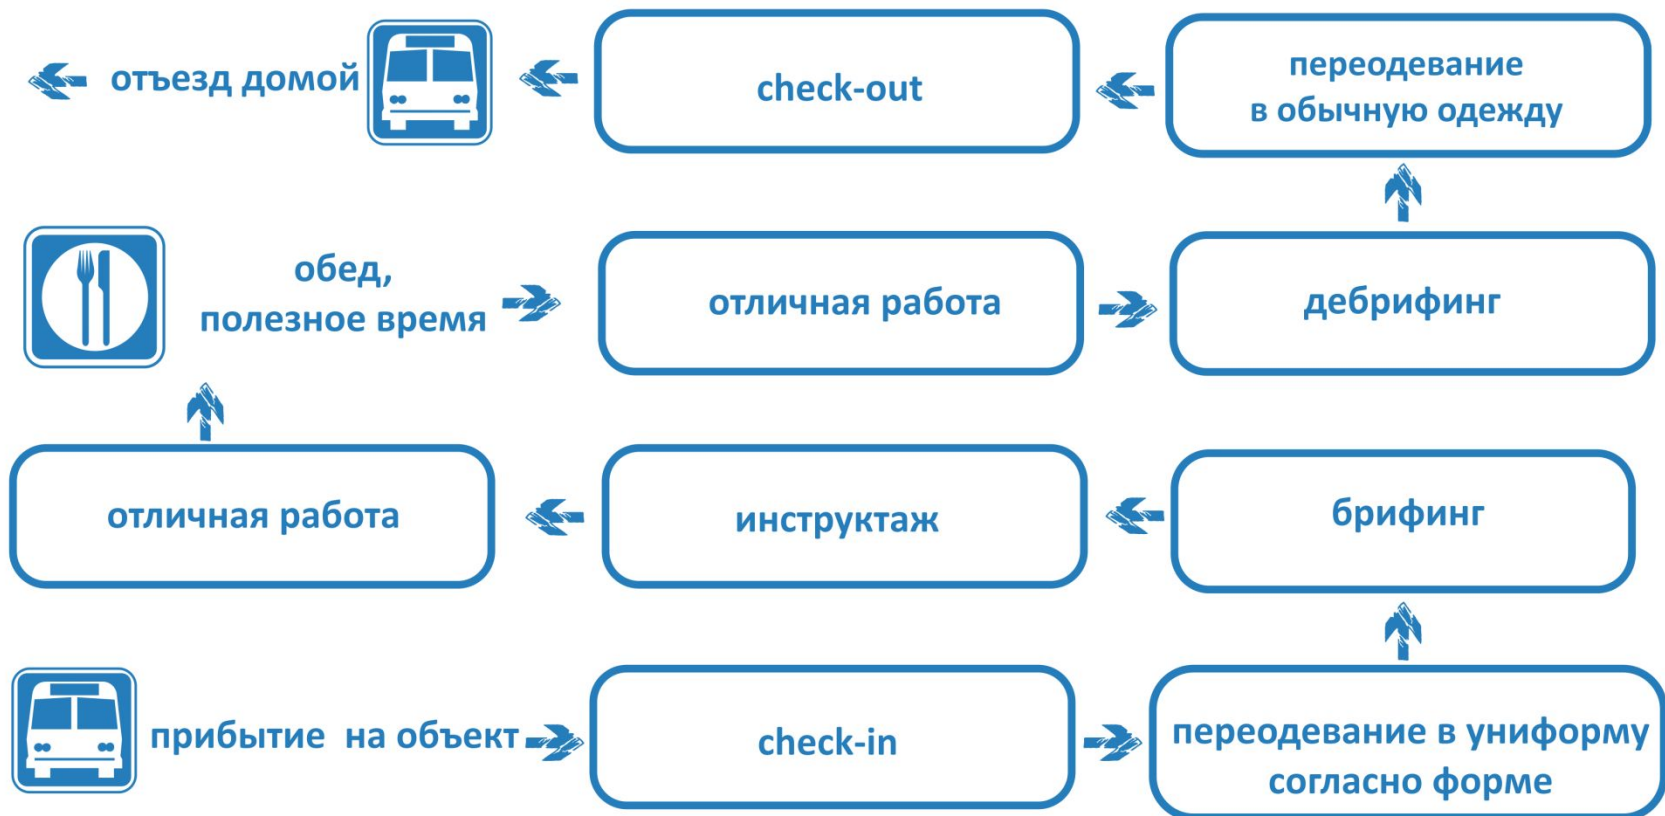 отъезд домой
check-out
переодевание
в обычную одежду
обед,
полезное время
отличная работа
дебрифинг
отличная работа
инструктаж
брифинг
прибытие на объект
check-in
переодевание в униформу
согласно форме